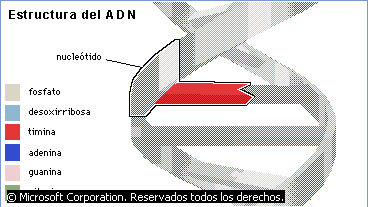 Estructura del ADN
nucleótido
fosfato
desoxirribosa
timina
adenina
guanina
© Microsoft Corporation. Reservados todos los derechos.